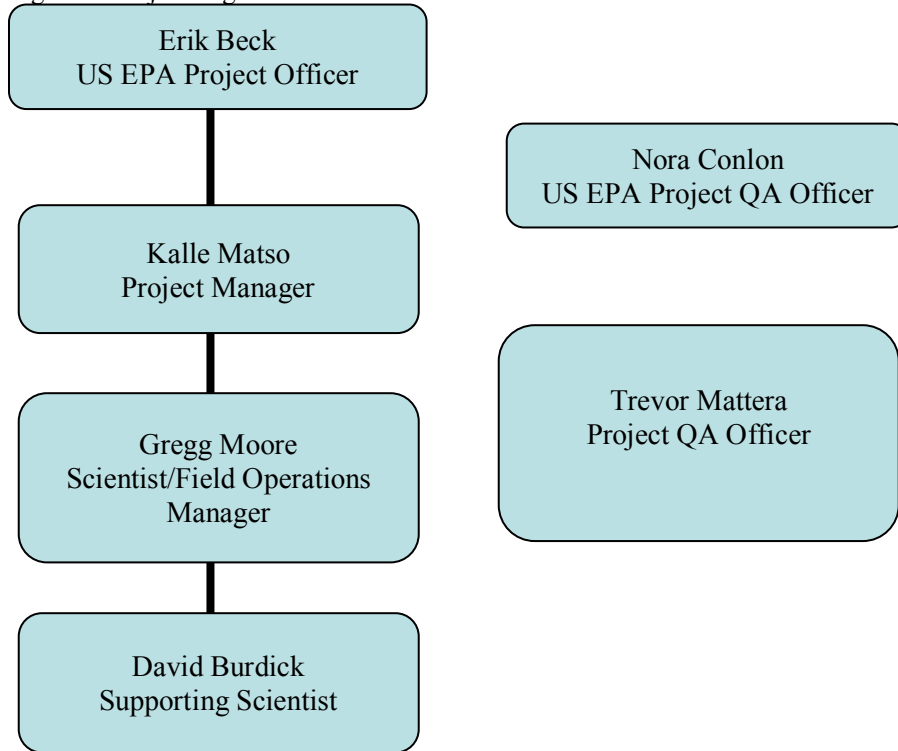 Erik Beck
US EPA Project Officer
Nora Conlon
US EPA Project QA Officer
Kalle Matso
Project Manager
Trevor Mattera
Project QA Officer
Gregg Moore
Scientist/Field Operations
Manager
David Burdick
Supporting Scientist